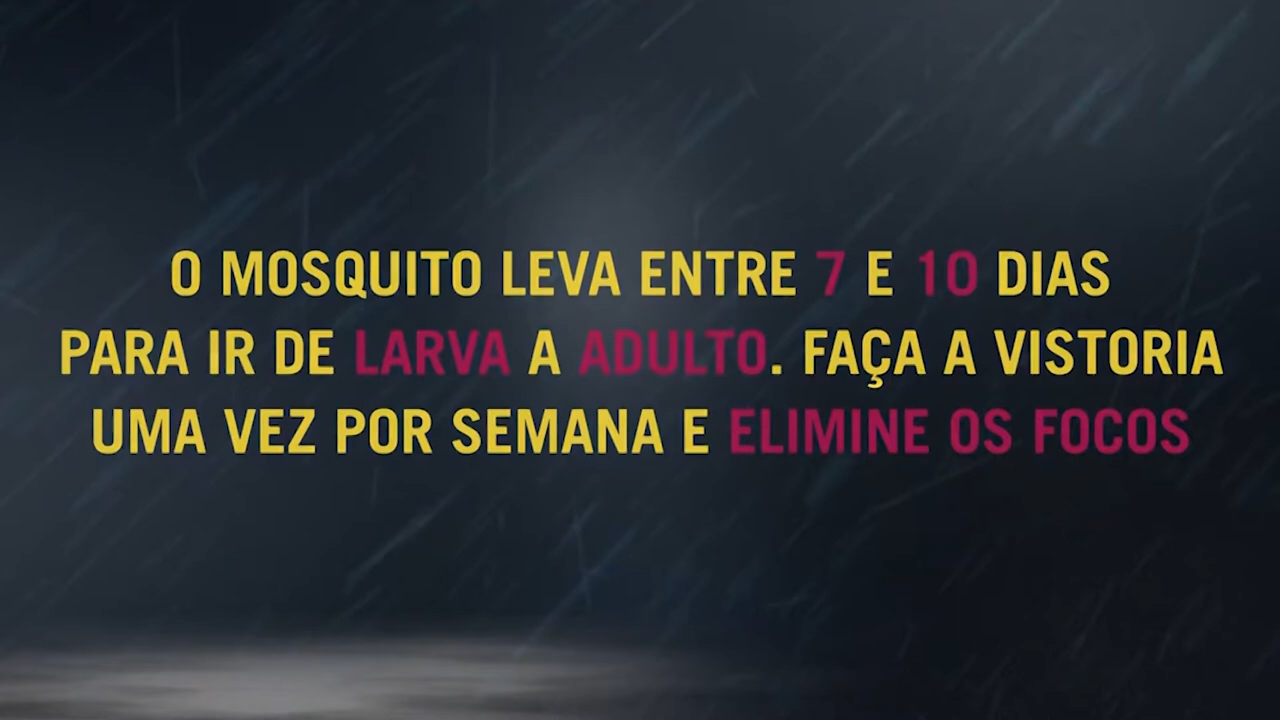 O MOSQUITO LEVA ENTRE 7 E 10 DIAS
PARA IR DE LARVA A ADULTO. FAÇA A VISTORIA
UMA VEZ POR SEMANA E ELIMINE OS FOCOS